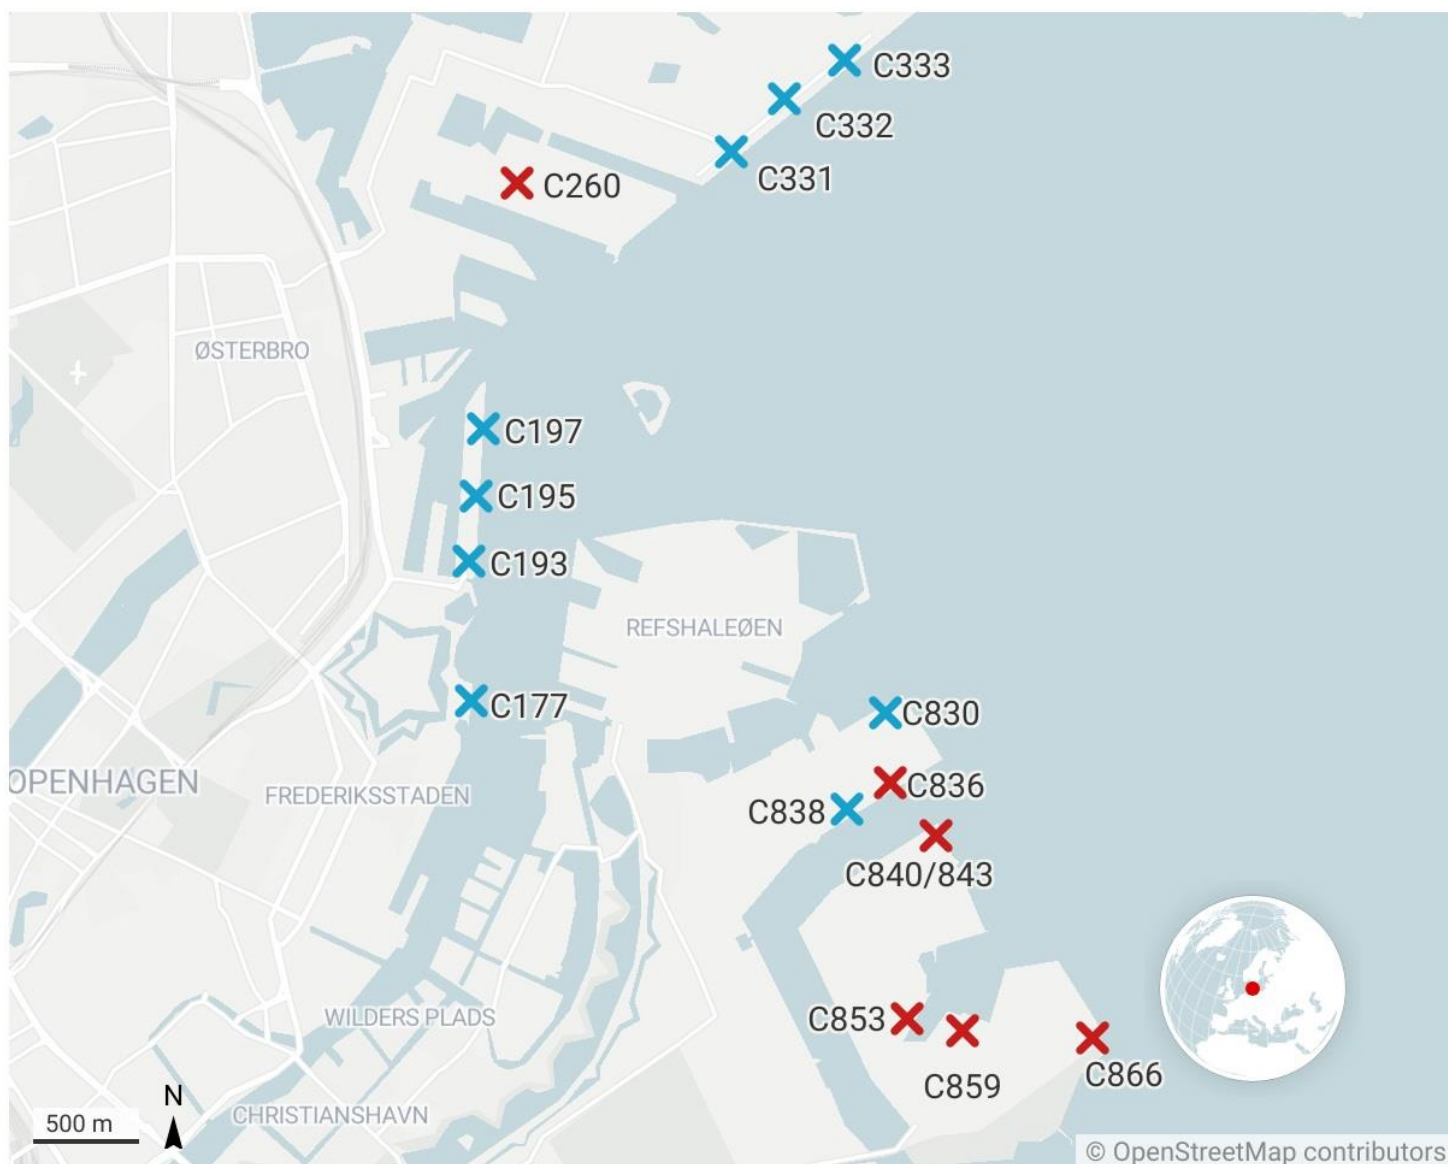 C333
C332
C331
C260
ØSTERBRO
C197
C195
C193
REFSHALEØEN
C177
C830
OPENHAGEN
FREDERIKSSTADEN
C836
C838
C840/843
WILDERS PLADS
C853
C859
C866
N
500 m
CHRISTIANSHAVN
© OpenStreetMap contributors